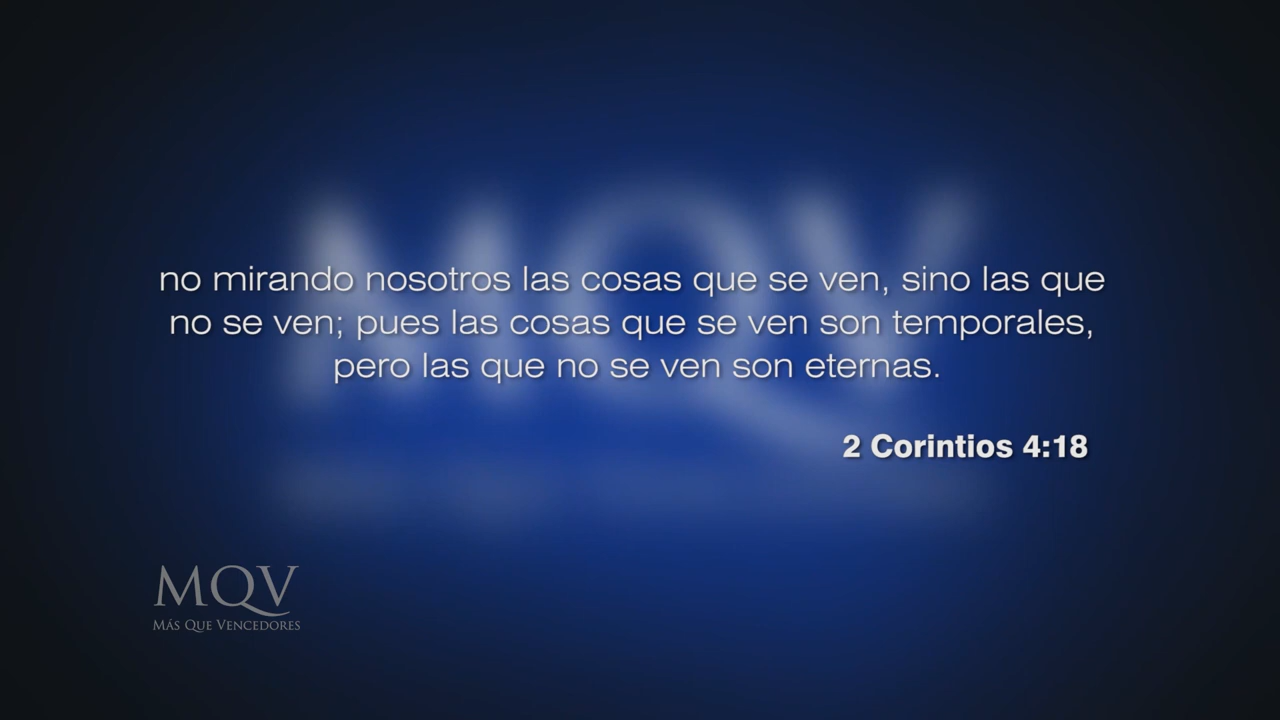 no mirando nosotros las cosas que se ven, sino las que
no se ven; pues las cosas que se ven son temporales,
pero las que no se ven son eternas.
2 Corintios 4:18
MQV
MÁS QUE VENCEDORES